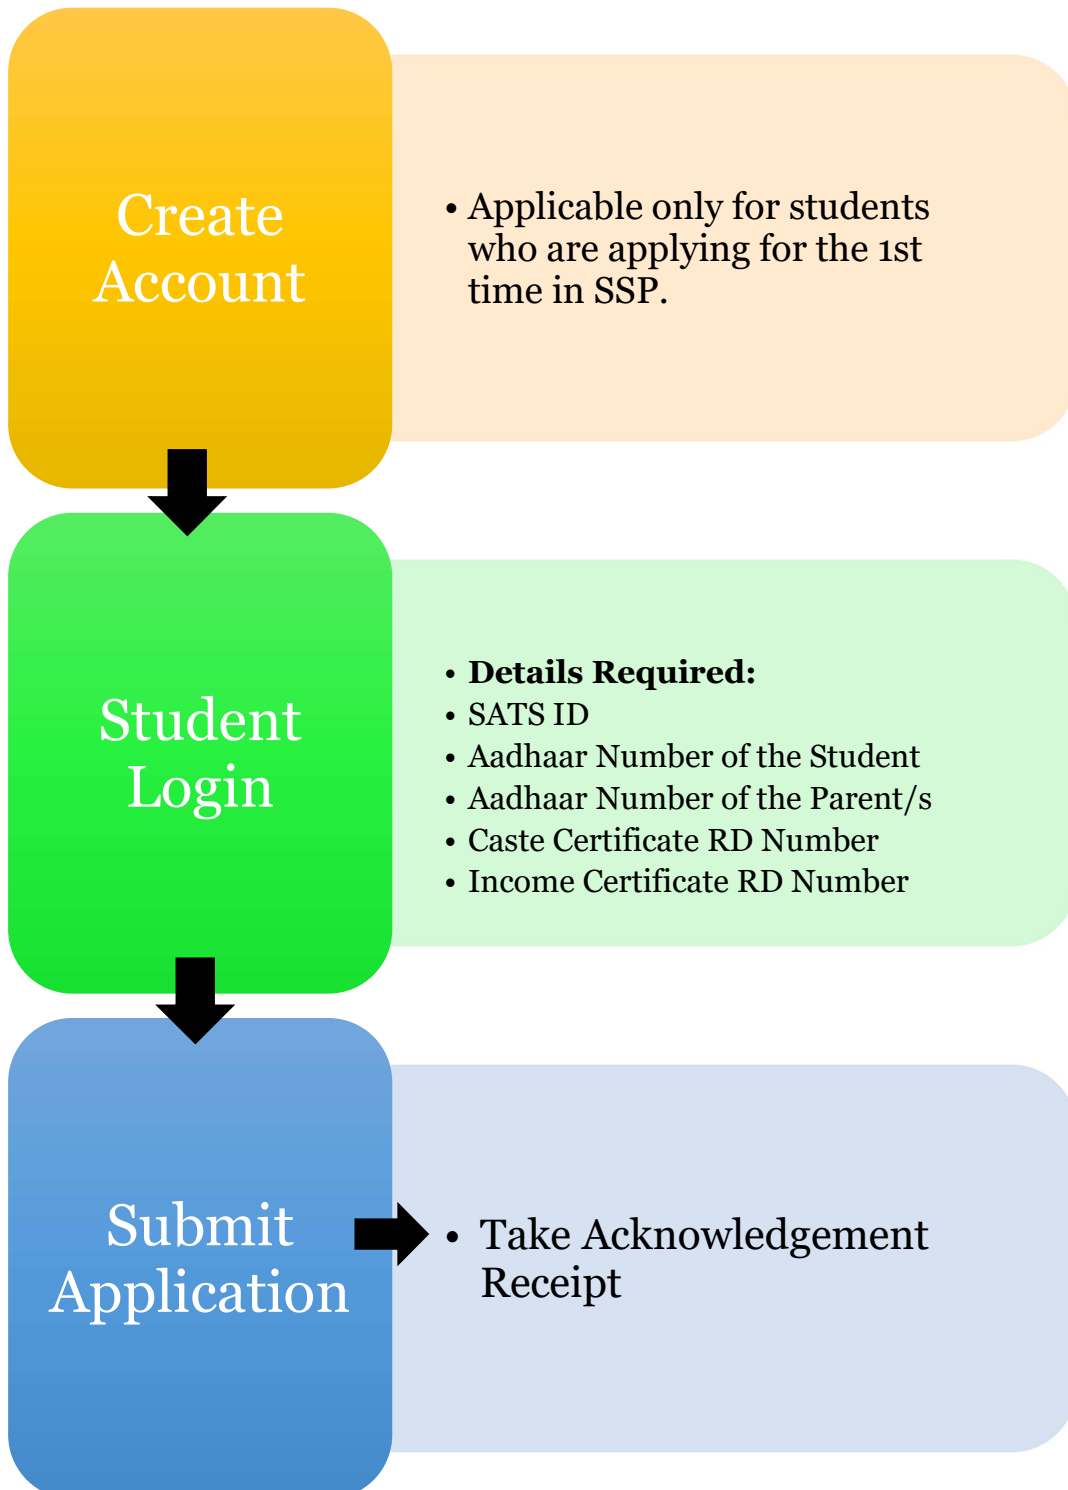 Create
Account
• Applicable only for students
who are applying for the 1st
time in SSP.
Student
Login
• Details Required:
• SATS ID
• Aadhaar Number of the Student
• Aadhaar Number of the Parent/s
• Caste Certificate RD Number
• Income Certificate RD Number
Submit
Application
• Take Acknowledgement
Receipt